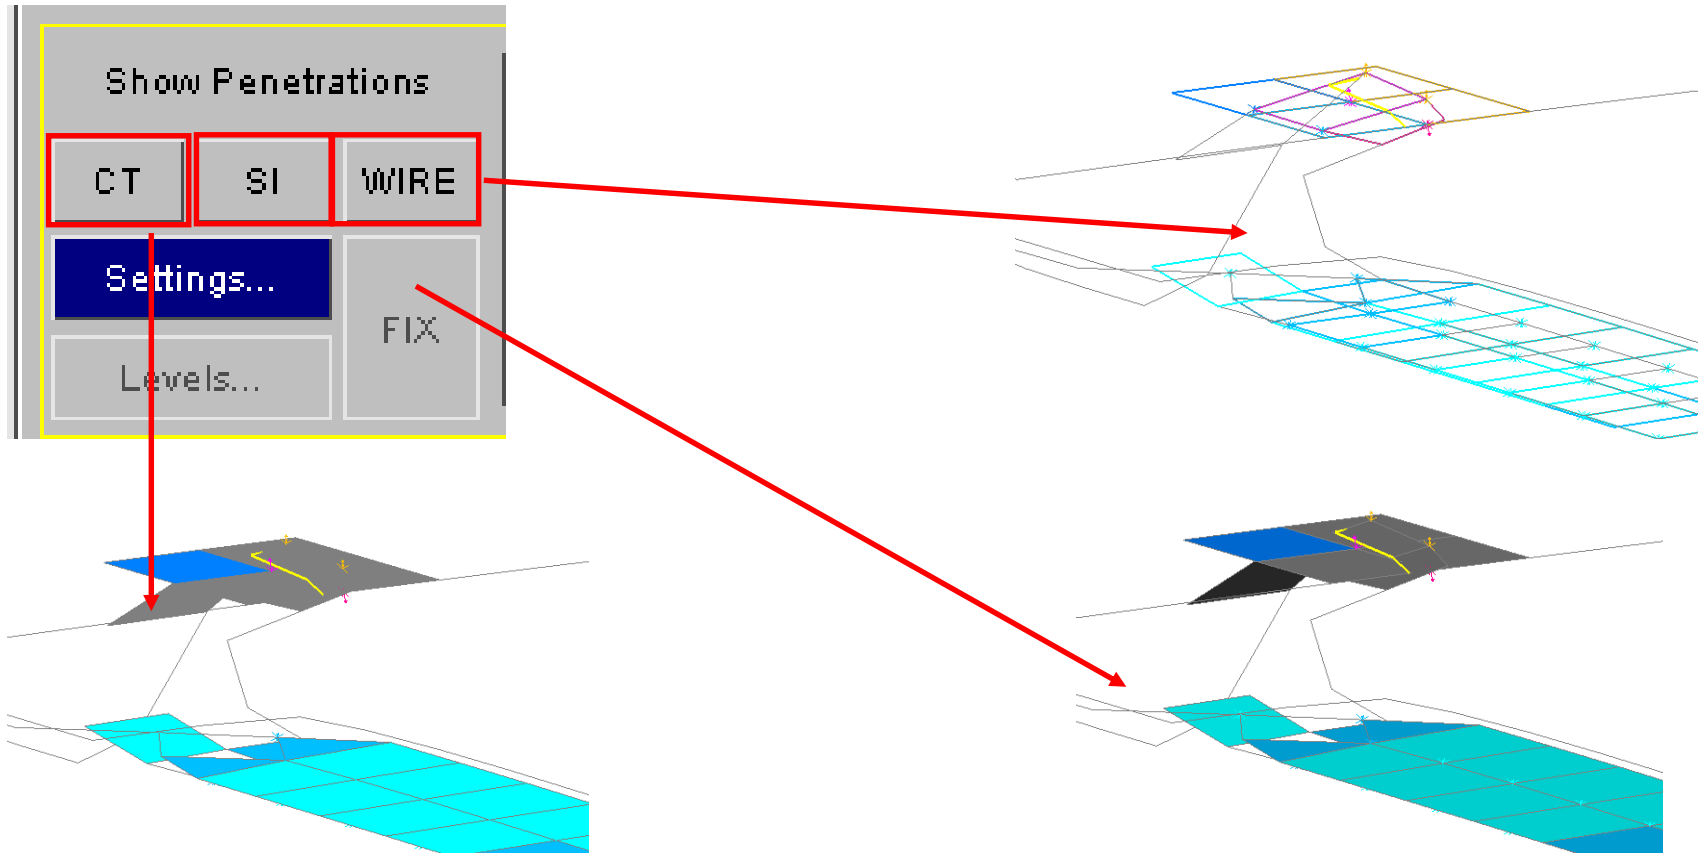 Show Penetrations
CT SI WIRE
Settings...
FIX
Levels...